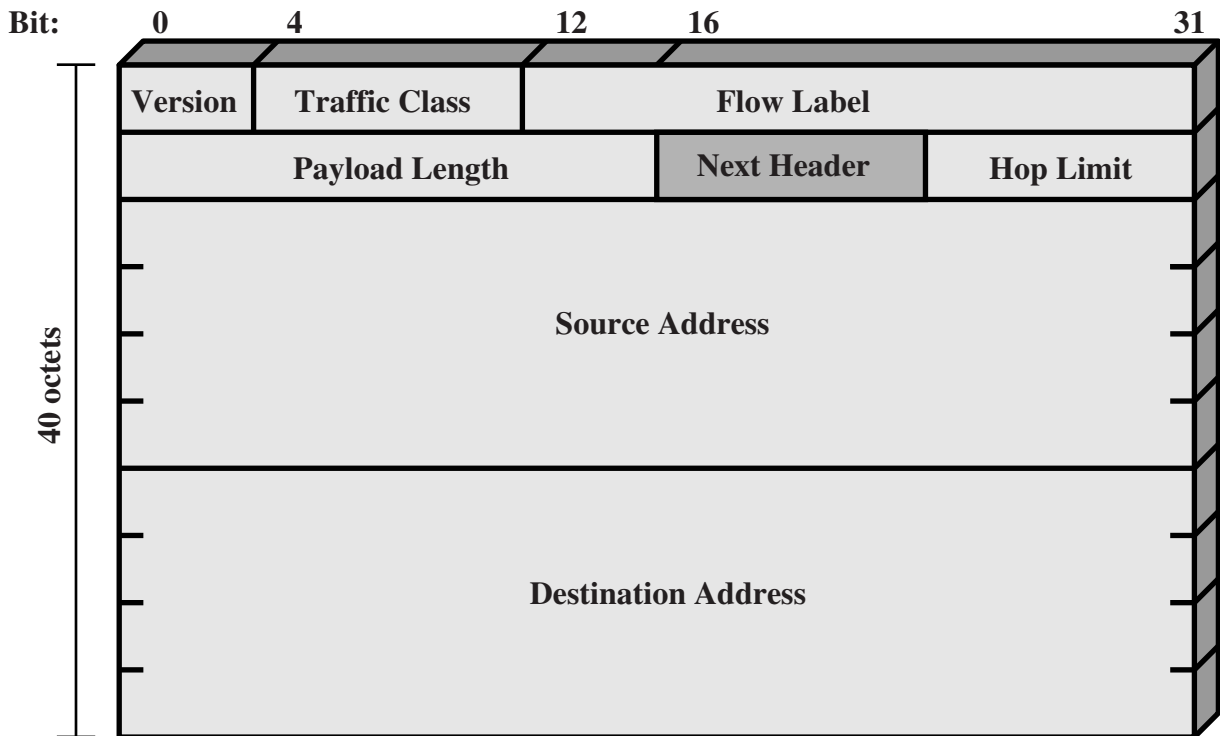 Bit: 0 4 12 16 31
Version Traffic Class Flow Label
Payload Length Next Header Hop Limit
Source Address
40 octets
Destination Address